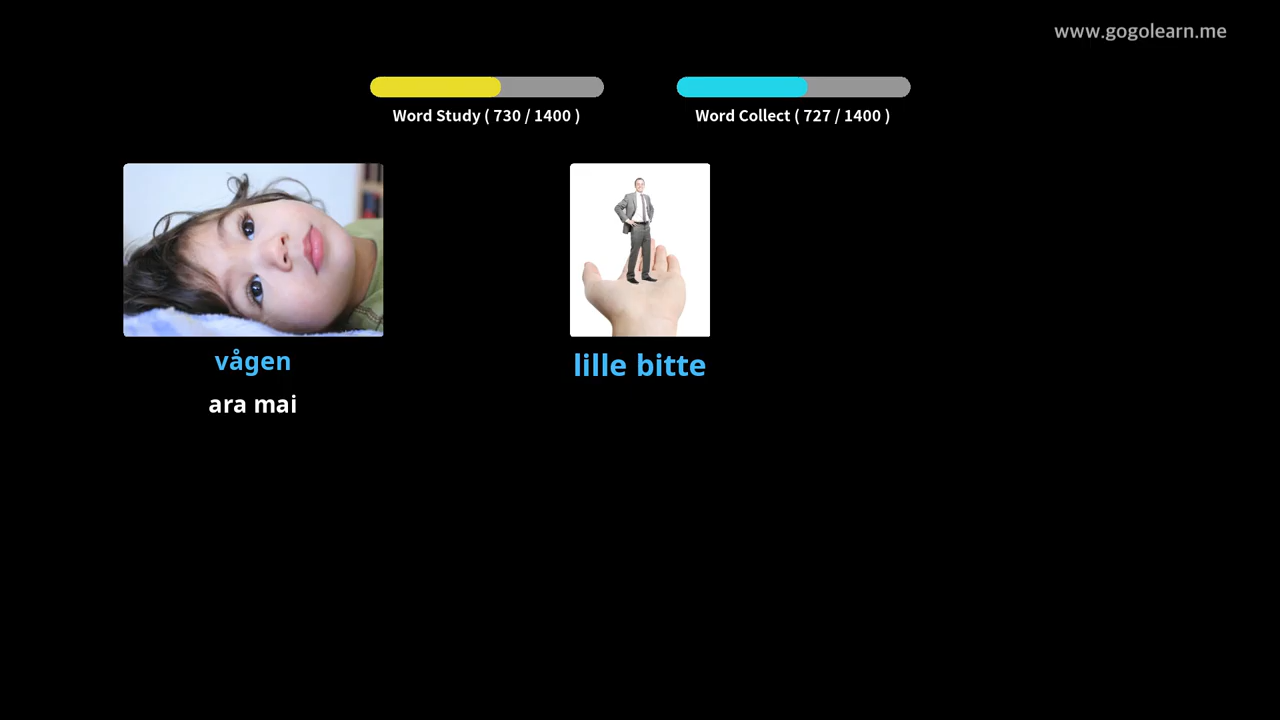 www.gogolearn.me
Word Study ( 730 / 1400 )
Word Collect ( 727 / 1400 )
vågen
ara mai
lille bitte